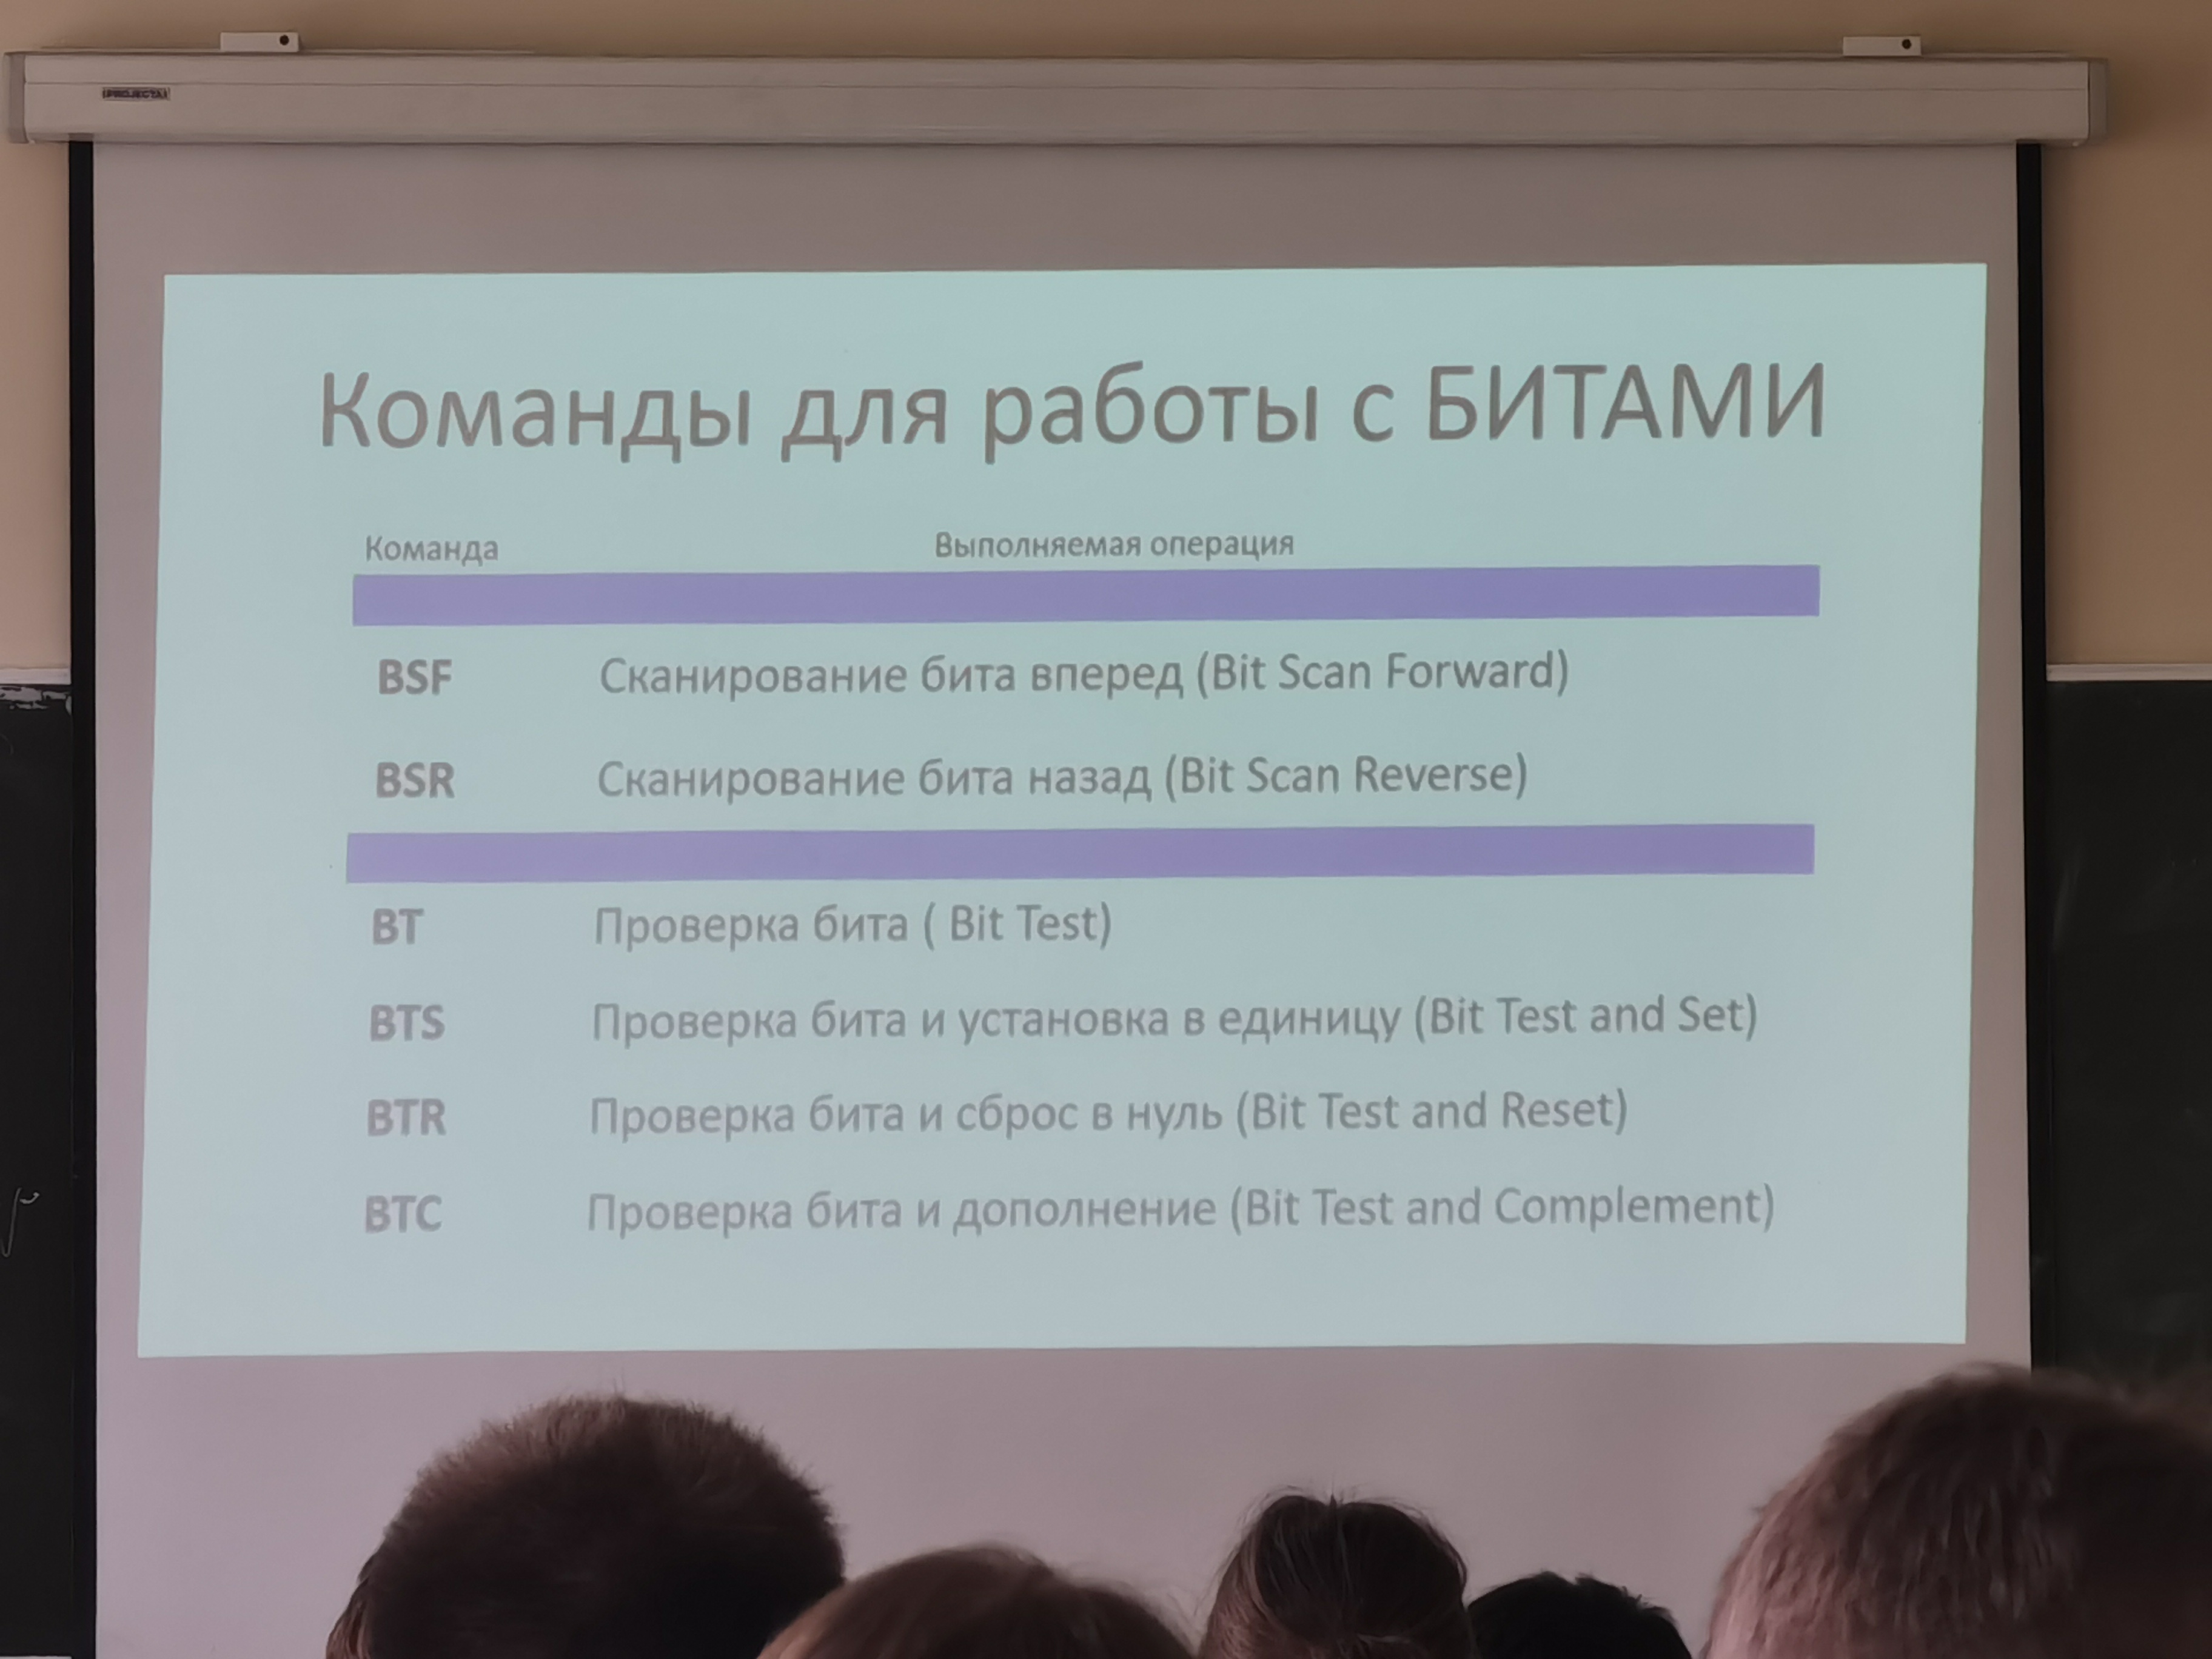 PROJECTA
Команды для работы с БИТАМИ
Команда Выполняемая операция
BSF Сканирование бита вперед (Bit Scan Forward)
BSR Сканирование бита назад (Bit Scan Reverse)
BT Проверка бита ( Bit Test)
BTS Проверка бита и установка в единицу (Bit Test and Set)
BTR Проверка бита и сброс в нуль (Bit Test and Reset)
BTC Проверка бита и дополнение (Bit Test and Complement)